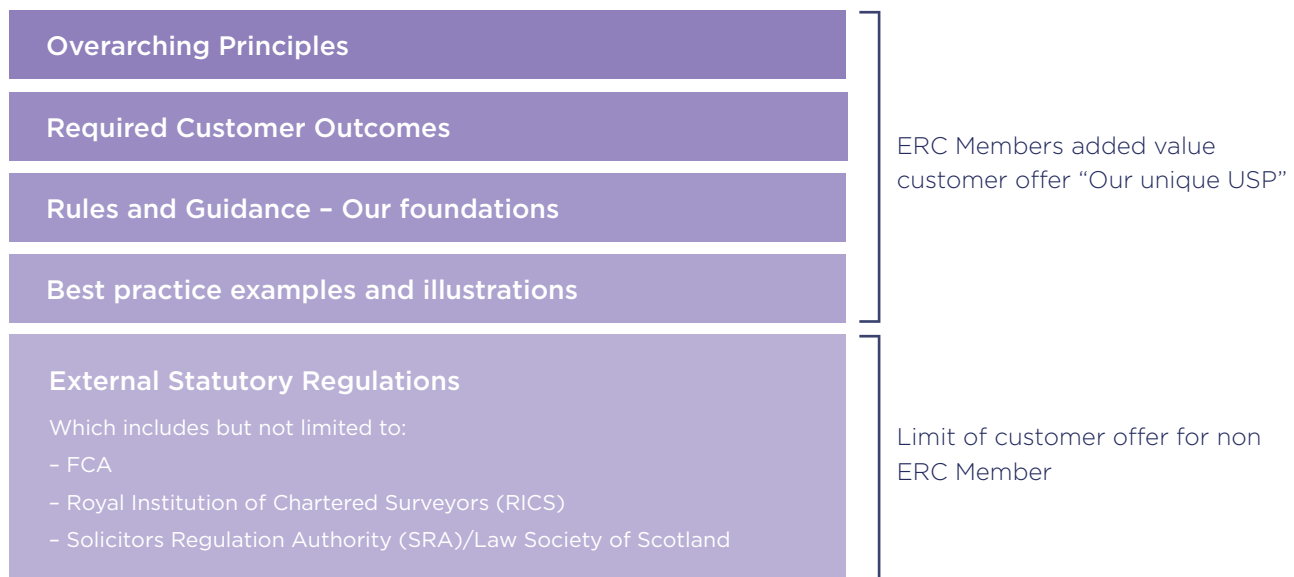 Overarching Principles
Required Customer Outcomes
Rules and Guidance – Our foundations
Best practice examples and illustrations
ERC Members added value
customer offer “Our unique USP”
External Statutory Regulations
Which includes but not limited to:
– FCA
– Royal Institution of Chartered Surveyors (RICS)
– Solicitors Regulation Authority (SRA)/Law Society of Scotland
Limit of customer offer for non
ERC Member